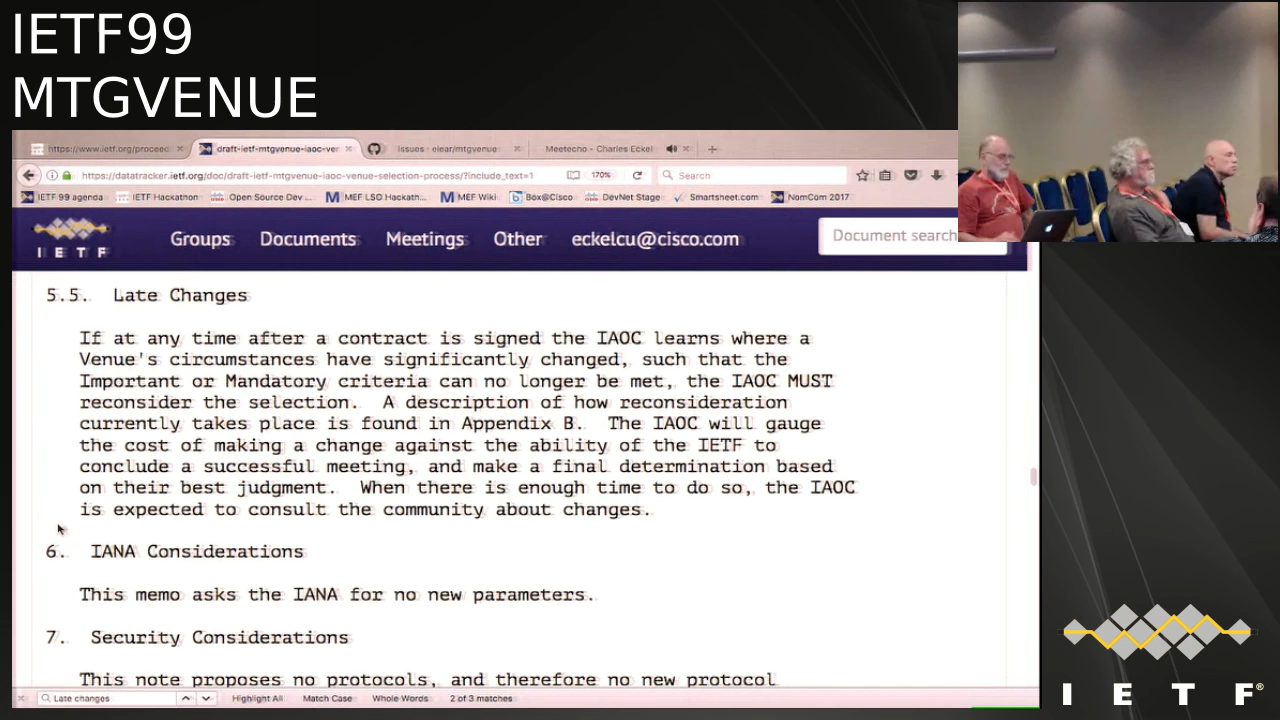 IETF99
MTGVENUE
https://www.ietf.org/proceed
draft-ietf-mtgvenue-iaoc-ver
Issues · elear/mtgvenue
Meetecho - Charles Eckel
https://datatracker.ietf.org/doc/draft-ietf-mtgvenue-iaoc-venue-selection-process/?include_text=1
170%
Search
IETF 99 agenda
IETF Hackathon
Open Source Dev ...
MEF LSO Hackath...
MEF Wiki
Box@Cisco
DevNet Stage
Smartsheet.com
NomCom 2017
I E T F
Groups
Documents
Meetings
Other
eckelcu@cisco.com
Document search
5.5. Late Changes
If at any time after a contract is signed the IAOC learns where a
Venue's circumstances have significantly changed, such that the
Important or Mandatory criteria can no longer be met, the IAOC MUST
reconsider the selection. A description of how reconsideration
currently takes place is found in Appendix B. The IAOC will gauge
the cost of making a change against the ability of the IETF to
conclude a successful meeting, and make a final determination based
on their best judgment. When there is enough time to do so, the IAOC
is expected to consult the community about changes.
6. IANA Considerations
This memo asks the IANA for no new parameters.
7. Security Considerations
This note proposes no protocols, and therefore no new protocol
Late changes
Highlight All
Match Case
Whole Words
2 of 3 matches
I E T F®